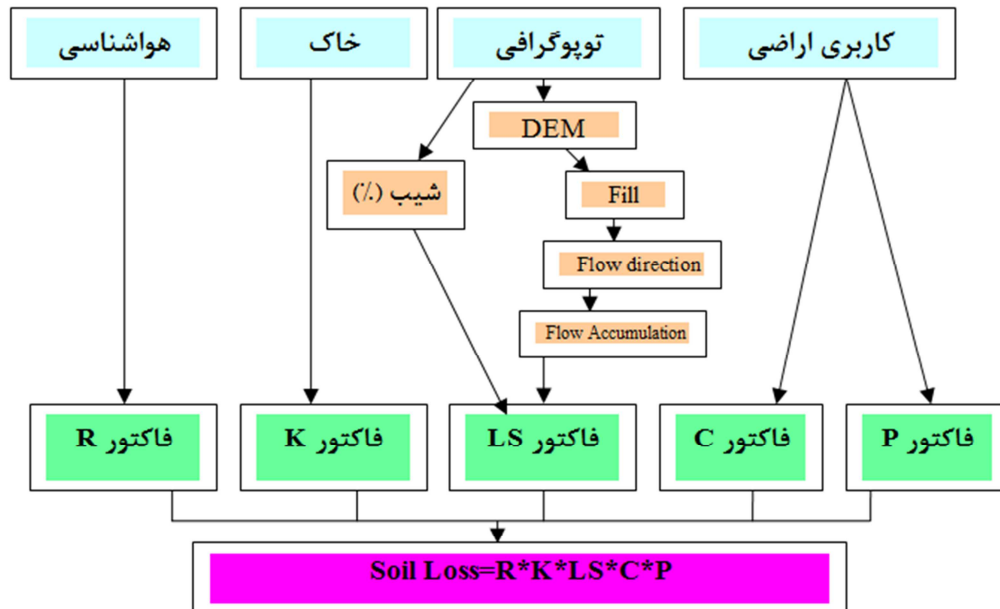 هواشناسی
خاک
توپوگرافی
کاربری اراضی
DEM
شیب (٪)
Fill
Flow direction
Flow Accumulation
فاکتور R
فاکتور K
فاکتور LS
فاکتور C
فاکتور P
Soil Loss=R*K*LS*C*P